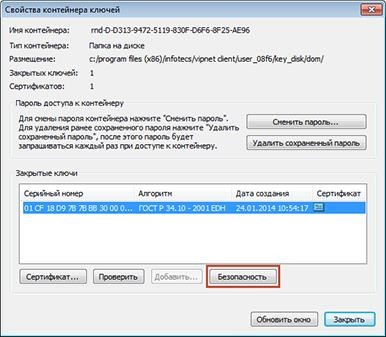 Свойства контейнера ключей
Имя контейнера: rnd-D-D313-9472-5119-830F-D6F6-8F25-AE96
Тип контейнера: Папка на диске
Размещение: c:/program files (x86)/infotecs/vipnet client/user_08f6/key_disk/dom/
Закрытых ключей: 1
Сертификатов: 1
Пароль доступа к контейнеру
Для смены пароля контейнера нажмите "Сменить пароль".
Для удаления ранее сохраненного пароля нажмите "Удалить
сохраненный пароль", после этого пароль будет
запрашиваться каждый раз при доступе к контейнеру.
Сменить пароль...
Удалить сохраненный пароль
Закрытые ключи
Серийный номер Алгоритм Дата создания Сертификат
01 CF 18 D9 7B 7B BB 30 00 0... ГОСТ Р 34.10 - 2001 EDH 24.01.2014 10:54:17
Сертификат... Проверить Добавить... Безопасность
Обновить окно Закрыть